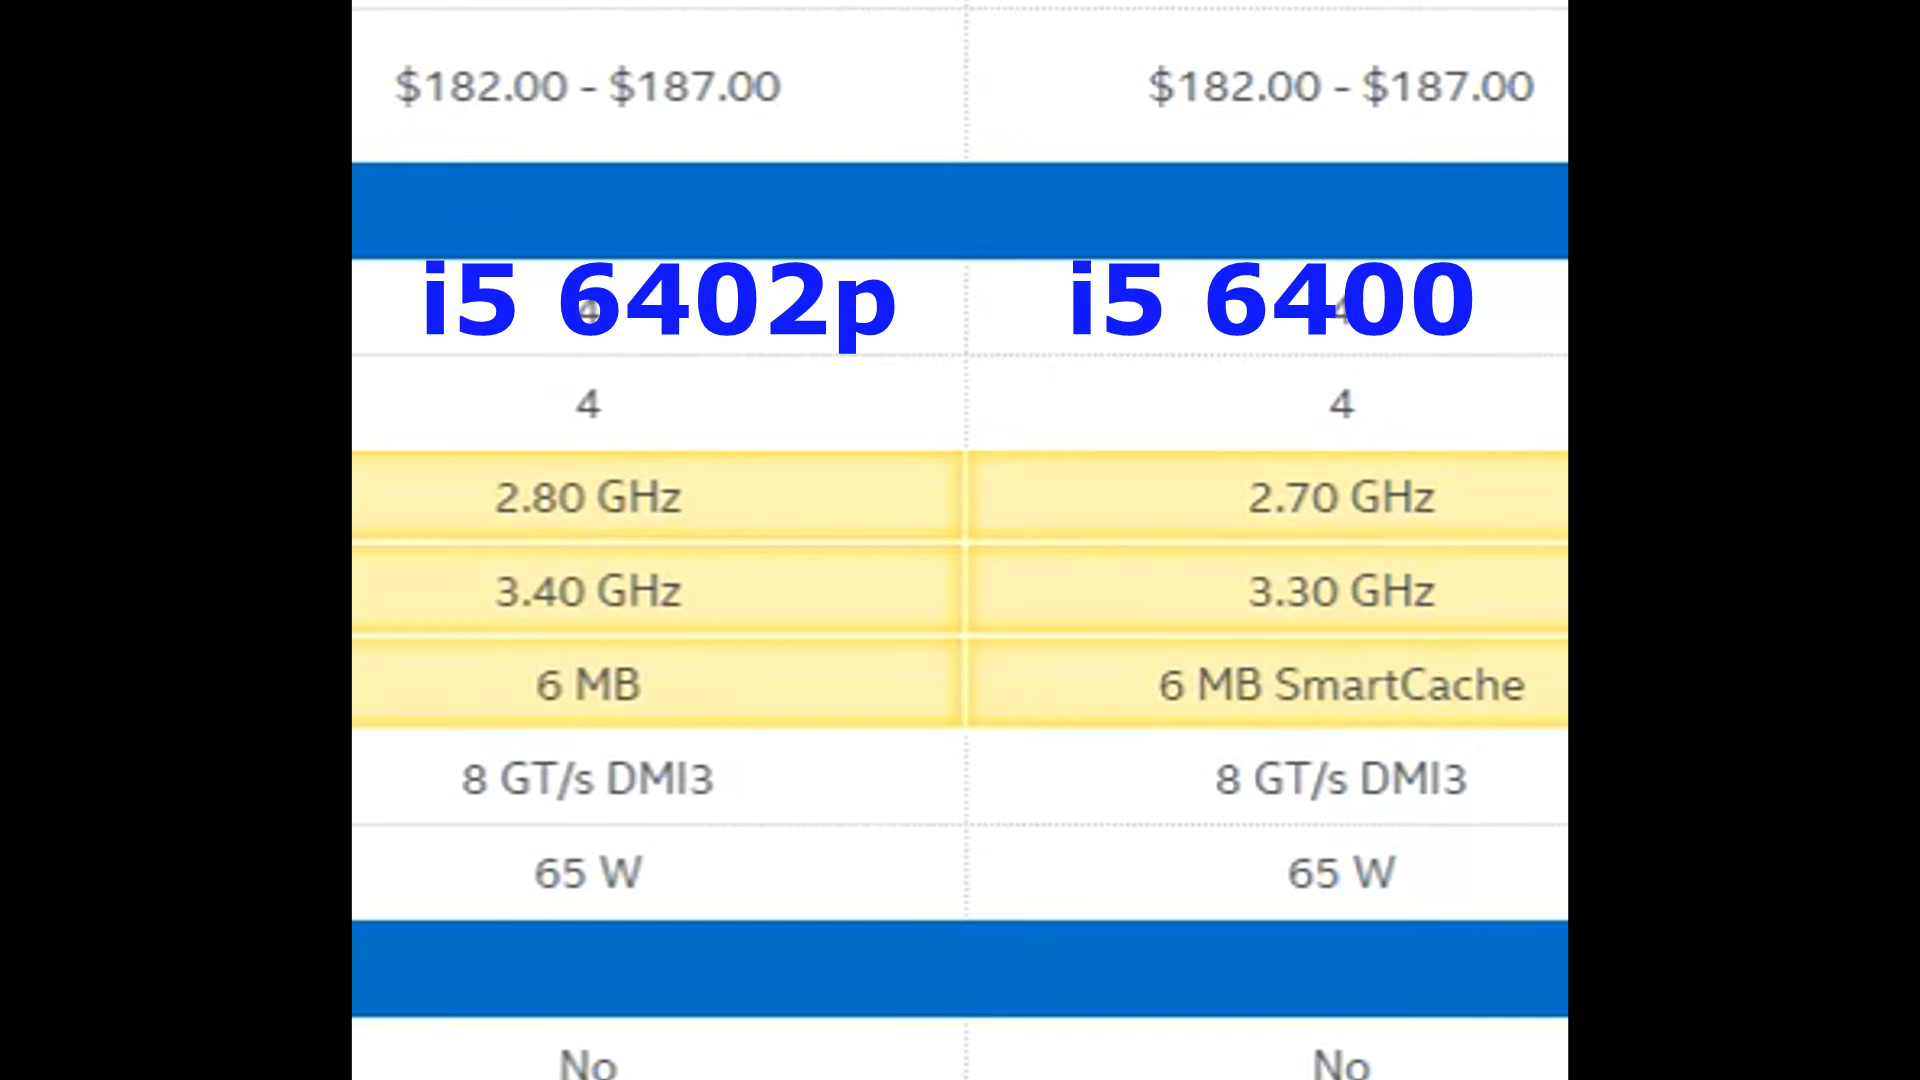 $182.00 - $187.00 $182.00 - $187.00
i5 6402p i5 6400
4 4
4 4
2.80 GHz 2.70 GHz
3.40 GHz 3.30 GHz
6 MB 6 MB SmartCache
8 GT/s DMI3 8 GT/s DMI3
65 W 65 W
No No